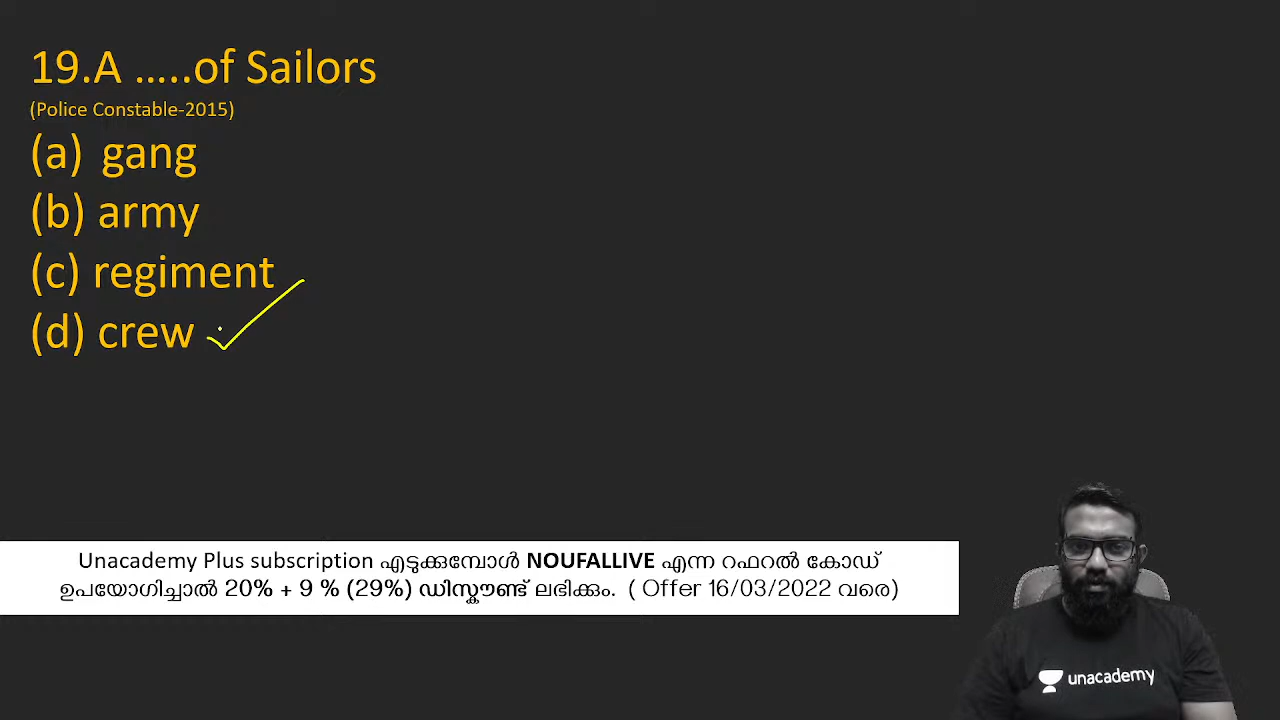 19.A …..of Sailors
(Police Constable-2015)
(a) gang
(b) army
(c) regiment
(d) crew
Unacademy Plus subscription എടുക്കുമ്പോൾ NOUFALLIVE എന്ന റഫറൽ കോഡ്
ഉപയോഗിച്ചാൽ 20% + 9 % (29%) ഡിസ്കൗണ്ട് ലഭിക്കും. ( Offer 16/03/2022 വരെ)
unacademy